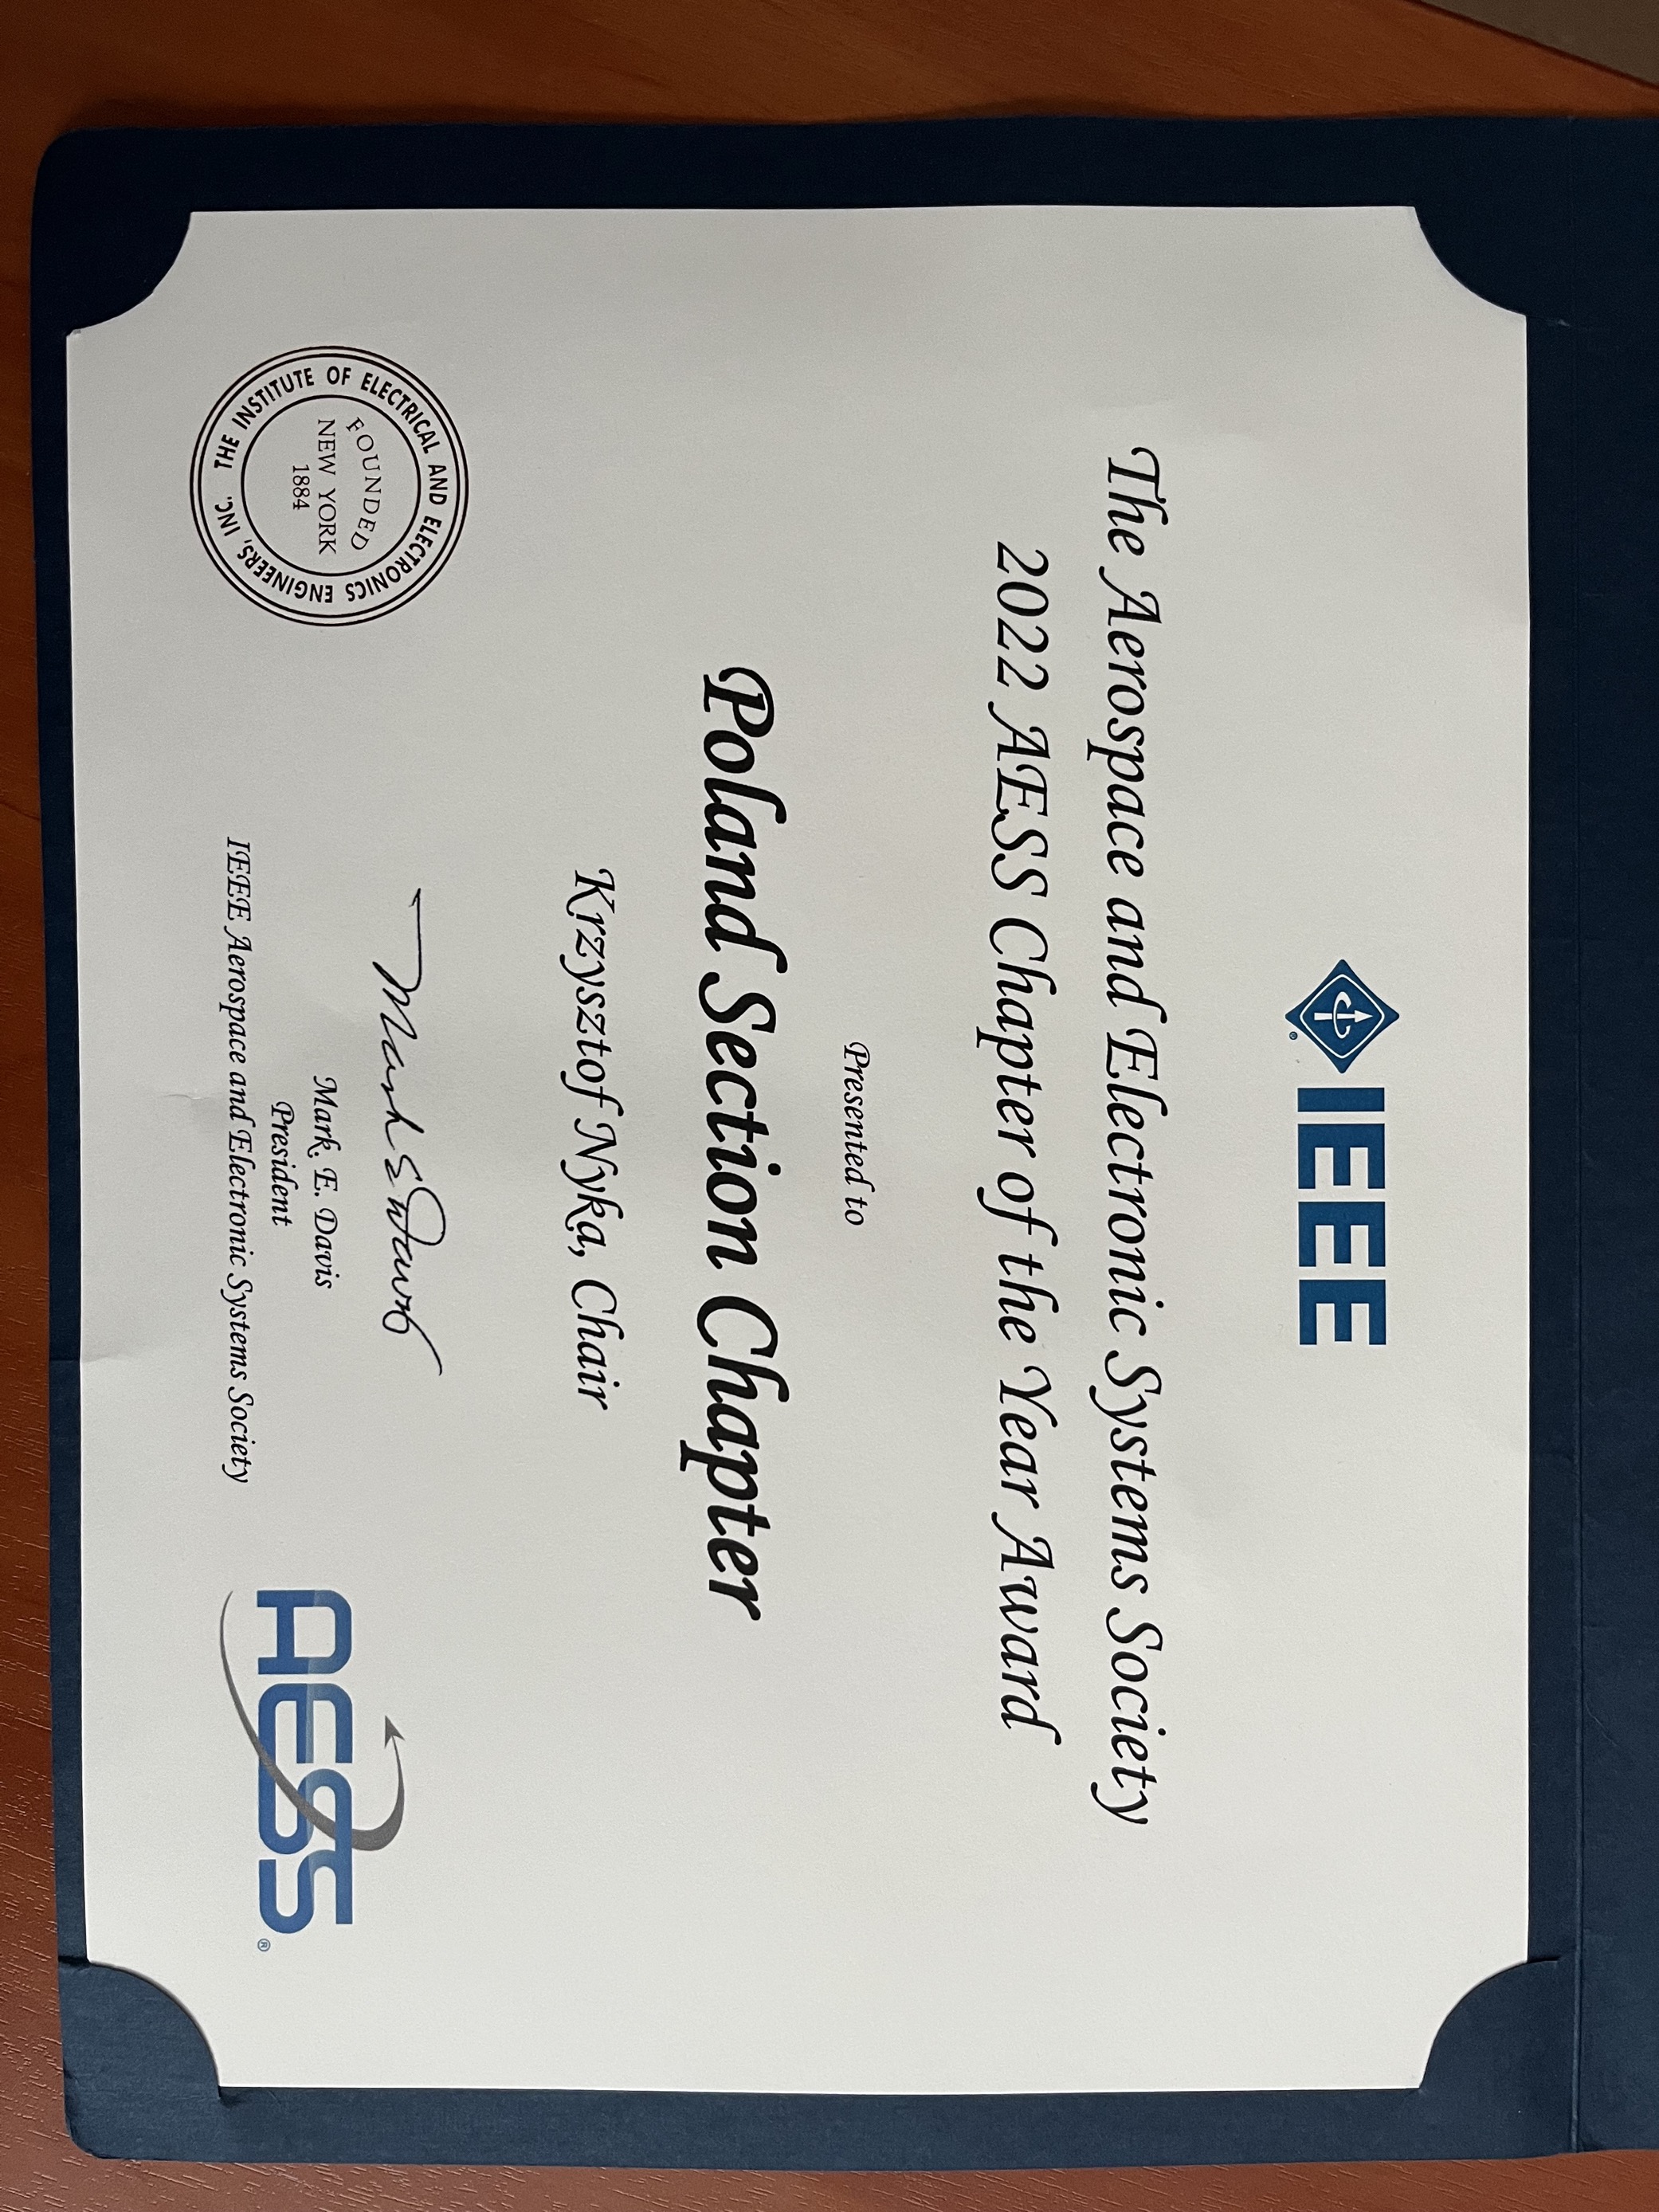 IEEE
The Aerospace and Electronic Systems Society
2022 AESS Chapter of the Year Award
Presented to
Poland Section Chapter
Krzysztof Nyka, Chair
Mark E. Davis
Mark E. Davis
President
IEEE Aerospace and Electronic Systems Society
THE INSTITUTE OF ELECTRICAL AND ELECTRONICS ENGINEERS, INC.
FOUNDED
NEW YORK
1884
AESS®